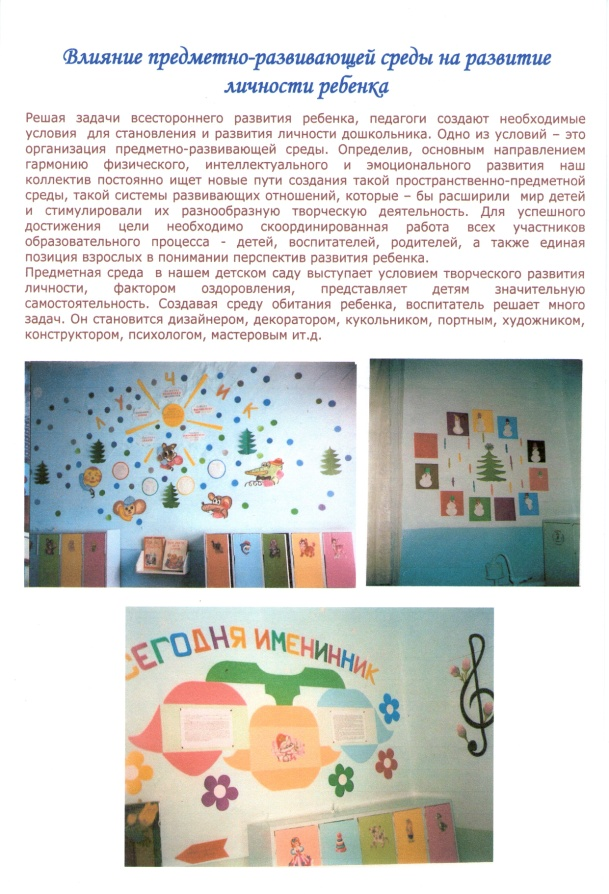 Влияние предметно-развивающей среды на развитие
личности ребенка
Решая задачи всестороннего развития ребенка, педагоги создают необходимые
условия для становления и развития личности дошкольника. Одно из условий – это
организация предметно-развивающей среды. Определив, основным направлением
гармонию физического, интеллектуального и эмоционального развития наш
коллектив постоянно ищет новые пути создания такой пространственно-предметной
среды, такой системы развивающих отношений, которые – бы расширили мир детей
и стимулировали их разнообразную творческую деятельность. Для успешного
достижения цели необходимо скоординированная работа всех участников
образовательного процесса - детей, воспитателей, родителей, а также единая
позиция взрослых в понимании перспектив развития ребенка.
Предметная среда в нашем детском саду выступает условием творческого развития
личности, фактором оздоровления, представляет детям значительную
самостоятельность. Создавая среду обитания ребенка, воспитатель решает много
задач. Он становится дизайнером, декоратором, кукольником, портным, художником,
конструктором, психологом, мастеровым ит.д.
ЛУЧИК
СЕГОДНЯ ИМЕНИННИК